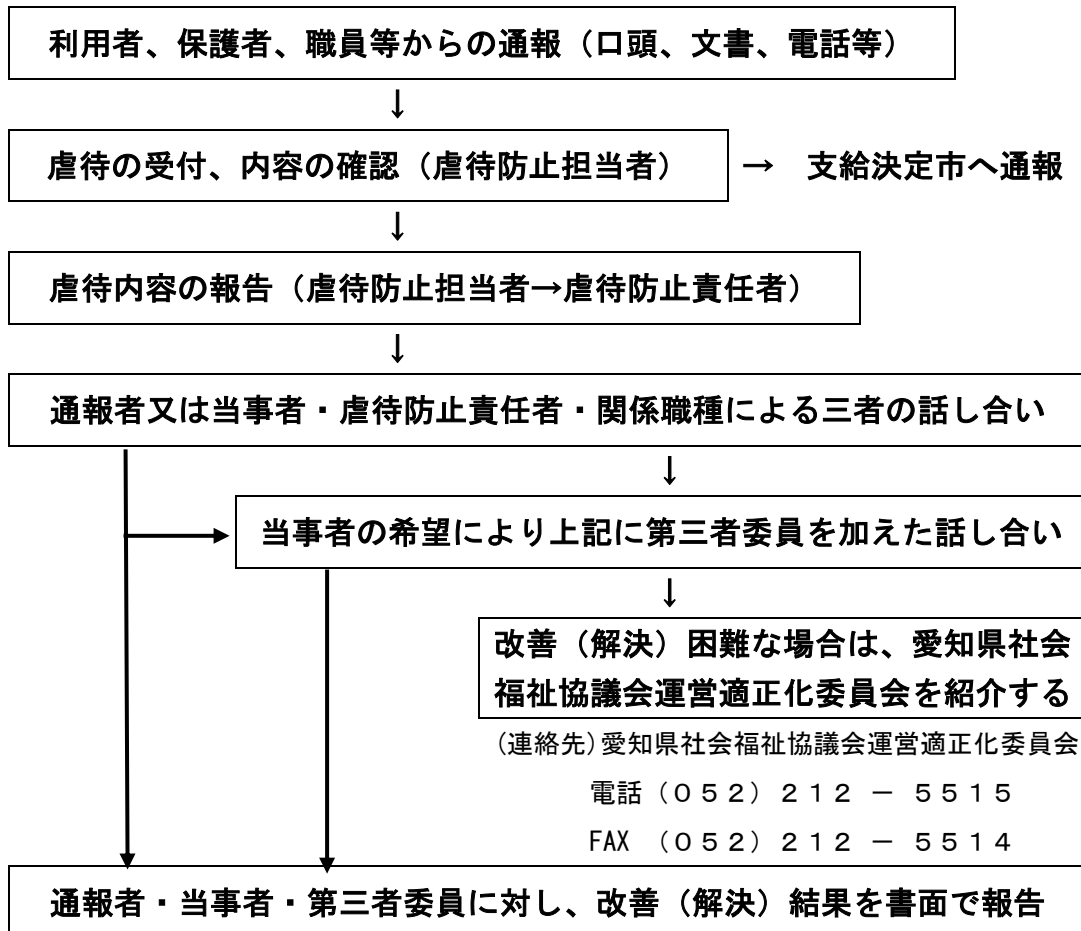 利用者、保護者、職員等からの通報（口頭、文書、電話等）
↓
虐待の受付、内容の確認（虐待防止担当者） → 支給決定市へ通報
↓
虐待内容の報告（虐待防止担当者→虐待防止責任者）
↓
通報者又は当事者・虐待防止責任者・関係職種による三者の話し合い
↓
当事者の希望により上記に第三者委員を加えた話し合い
↓
改善（解決）困難な場合は、愛知県社会
福祉協議会運営適正化委員会を紹介する
(連絡先)愛知県社会福祉協議会運営適正化委員会
電話（０５２）２１２－５５１５
FAX （０５２）２１２－５５１４
通報者・当事者・第三者委員に対し、改善（解決）結果を書面で報告